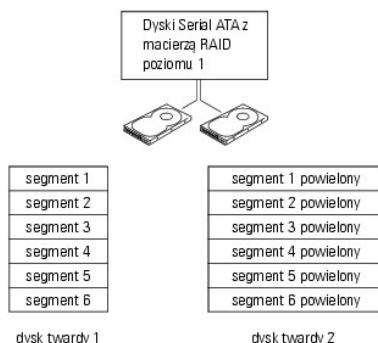 Dyski Serial ATA z
macierzą RAID
poziomu 1
segment 1
segment 2
segment 3
segment 4
segment 5
segment 6
dysk twardy 1
segment 1 powielony
segment 2 powielony
segment 3 powielony
segment 4 powielony
segment 5 powielony
segment 6 powielony
dysk twardy 2